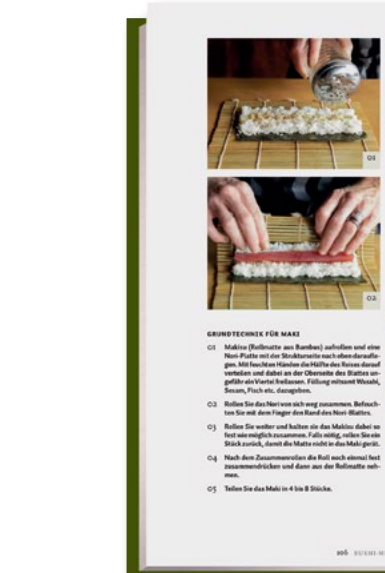 01
02
GRUNDTECHNIK FÜR MAKI
01 Makisu (Rollmatte aus Bambus) aufrollen und eine
Nori-Platte mit der Strukturseite nach oben daraufle-
gen. Mit feuchten Händen die Hälfte des Reises darauf
verteilen und dabei an der Oberseite des Blattes un-
gefähr ein Viertel freilassen. Füllung mitsamt Wasabi,
Sesam, Fisch etc. dazugeben.
02 Rollen Sie das Nori von sich weg zusammen. Befeuch-
ten Sie mit dem Finger den Rand des Nori-Blattes.
03 Rollen Sie weiter und halten sie das Makisu dabei so
fest wie möglich zusammen. Falls nötig, rollen Sie ein
Stück zurück, damit die Matte nicht in das Maki gerät.
04 Nach dem Zusammenrollen die Roll noch einmal fest
zusammendrücken und dann aus der Rollmatte neh-
men.
05 Teilen Sie das Maki in 4 bis 8 Stücke.
106